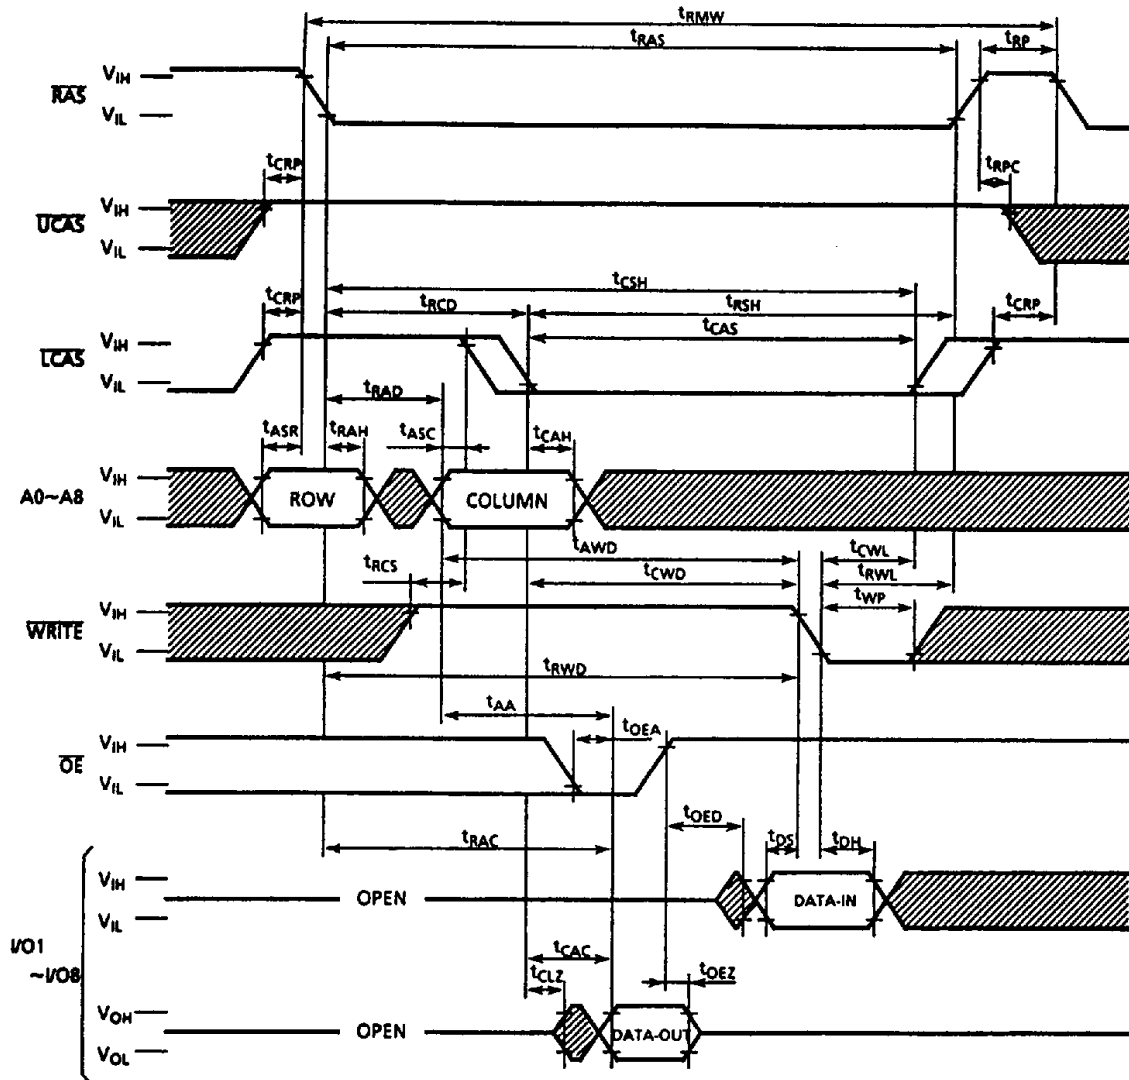 tRMW
tRAS
tRP
RAS
VIH
VIL
tCRP
tRPC
UCAS
VIH
VIL
tCSH
tCRP
tRCD
tRSH
tCRP
tCAS
LCAS
VIH
VIL
tRAD
tASR
tRAH
tASC
tCAH
A0~A8
VIH
VIL
ROW
COLUMN
tAWD
tCWL
tRCS
tCWD
tRWL
tWP
WRITE
VIH
VIL
tRWD
tAA
tOEA
OE
VIH
VIL
tOED
tRAC
tDS
tDH
VIH
VIL
OPEN
DATA-IN
I/O1
~I/O8
tCAC
tCLZ
tOEZ
VOH
VOL
OPEN
DATA-OUT